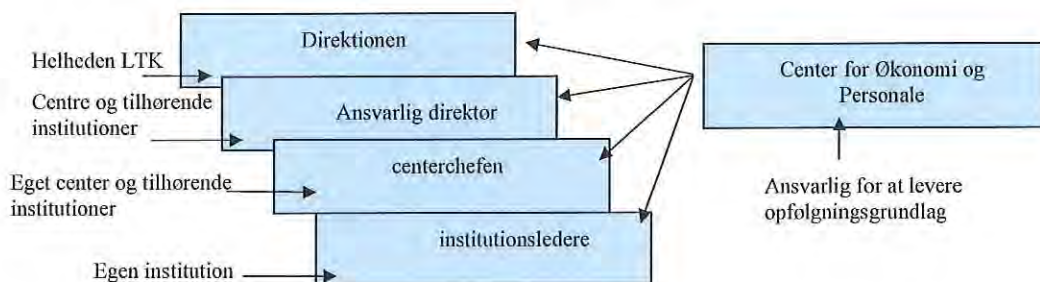 Direktionen
Helheden LTK
Center for Økonomi og
Personale
Centre og tilhørende
institutioner
Ansvarlig direktør
centerchefen
Eget center og tilhørende
institutioner
Ansvarlig for at levere
opfølgningsgrundlag
institutionsledere
Egen institution